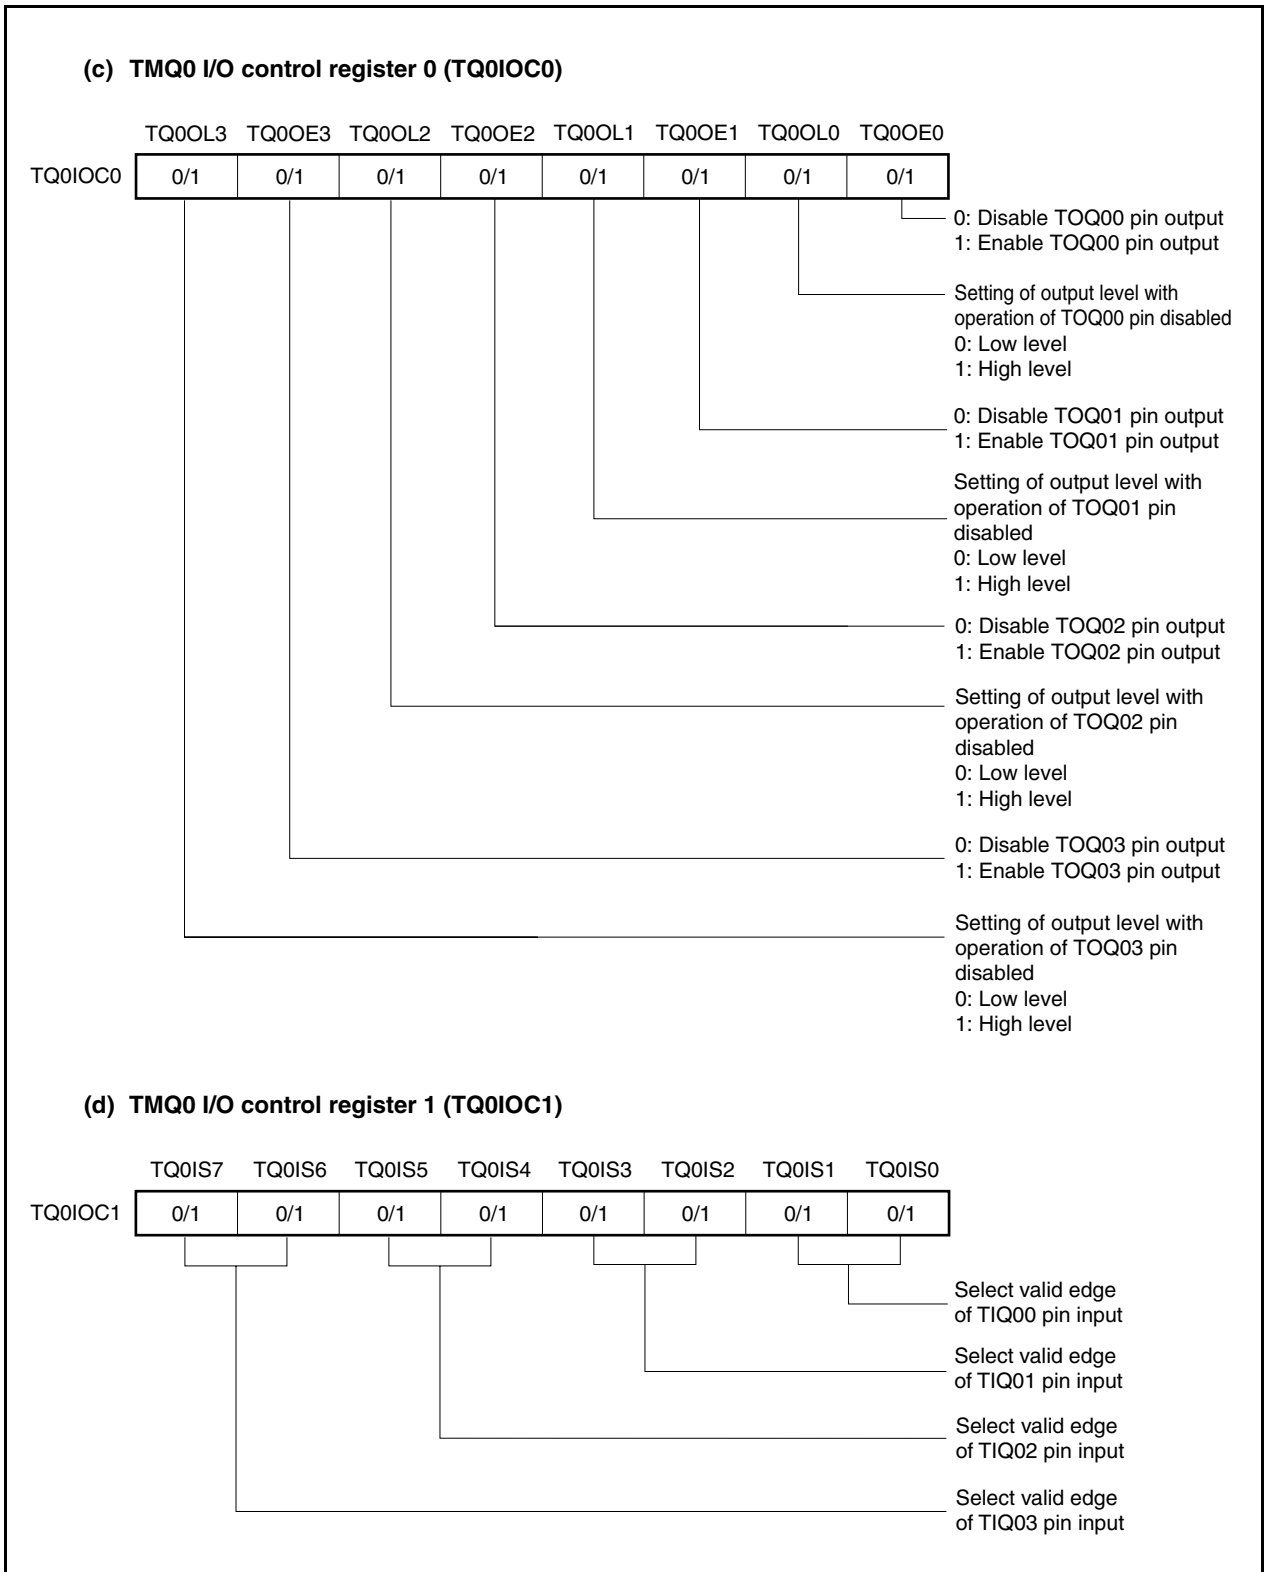 (c) TMQ0 I/O control register 0 (TQ0IOC0)
TQ0OL3 TQ0OE3 TQ0OL2 TQ0OE2 TQ0OL1 TQ0OE1 TQ0OL0 TQ0OE0
TQ0IOC0 0/1 0/1 0/1 0/1 0/1 0/1 0/1 0/1
0: Disable TOQ00 pin output
1: Enable TOQ00 pin output
Setting of output level with
operation of TOQ00 pin disabled
0: Low level
1: High level
0: Disable TOQ01 pin output
1: Enable TOQ01 pin output
Setting of output level with
operation of TOQ01 pin
disabled
0: Low level
1: High level
0: Disable TOQ02 pin output
1: Enable TOQ02 pin output
Setting of output level with
operation of TOQ02 pin
disabled
0: Low level
1: High level
0: Disable TOQ03 pin output
1: Enable TOQ03 pin output
Setting of output level with
operation of TOQ03 pin
disabled
0: Low level
1: High level
(d) TMQ0 I/O control register 1 (TQ0IOC1)
TQ0IS7 TQ0IS6 TQ0IS5 TQ0IS4 TQ0IS3 TQ0IS2 TQ0IS1 TQ0IS0
TQ0IOC1 0/1 0/1 0/1 0/1 0/1 0/1 0/1 0/1
Select valid edge
of TIQ00 pin input
Select valid edge
of TIQ01 pin input
Select valid edge
of TIQ02 pin input
Select valid edge
of TIQ03 pin input